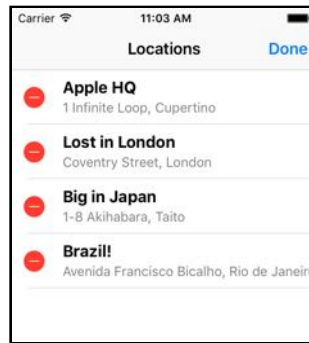 Carrier 11:03 AM
Locations Done
Apple HQ
1 Infinite Loop, Cupertino
Lost in London
Coventry Street, London
Big in Japan
1-8 Akihabara, Taito
Brazil!
Avenida Francisco Bicalho, Rio de Janeir